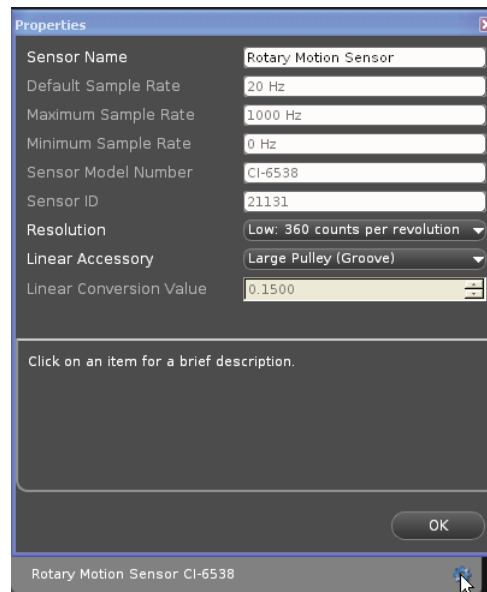 Properties
Sensor Name Rotary Motion Sensor
Default Sample Rate 20 Hz
Maximum Sample Rate 1000 Hz
Minimum Sample Rate 0 Hz
Sensor Model Number CI-6538
Sensor ID 21131
Resolution Low: 360 counts per revolution
Linear Accessory Large Pulley (Groove)
Linear Conversion Value 0.1500
Click on an item for a brief description.
OK
Rotary Motion Sensor CI-6538